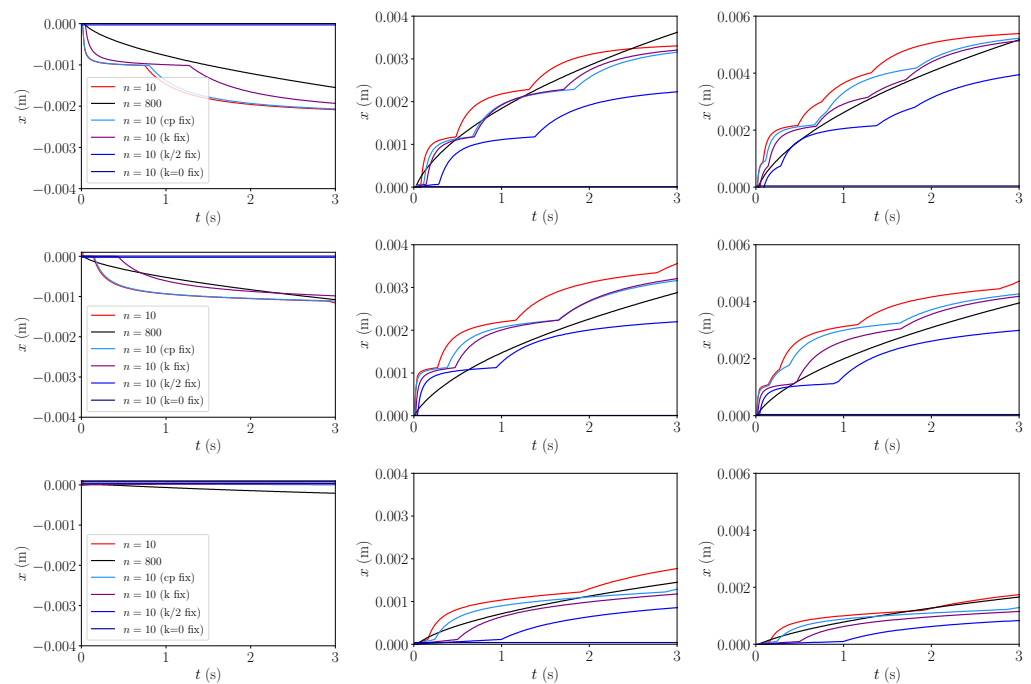 0.000
−0.001
−0.002
−0.003
−0.004
x (m)
0
1
2
3
t (s)
n = 10
n = 800
n = 10 (cp fix)
n = 10 (k fix)
n = 10 (k/2 fix)
n = 10 (k=0 fix)
0.004
0.003
0.002
0.001
0.000
x (m)
0
1
2
3
t (s)
0.006
0.004
0.002
0.000
x (m)
0
1
2
3
t (s)
0.000
−0.001
−0.002
−0.003
−0.004
x (m)
0
1
2
3
t (s)
n = 10
n = 800
n = 10 (cp fix)
n = 10 (k fix)
n = 10 (k/2 fix)
n = 10 (k=0 fix)
0.004
0.003
0.002
0.001
0.000
x (m)
0
1
2
3
t (s)
0.006
0.004
0.002
0.000
x (m)
0
1
2
3
t (s)
0.000
−0.001
−0.002
−0.003
−0.004
x (m)
0
1
2
3
t (s)
n = 10
n = 800
n = 10 (cp fix)
n = 10 (k fix)
n = 10 (k/2 fix)
n = 10 (k=0 fix)
0.004
0.003
0.002
0.001
0.000
x (m)
0
1
2
3
t (s)
0.006
0.004
0.002
0.000
x (m)
0
1
2
3
t (s)